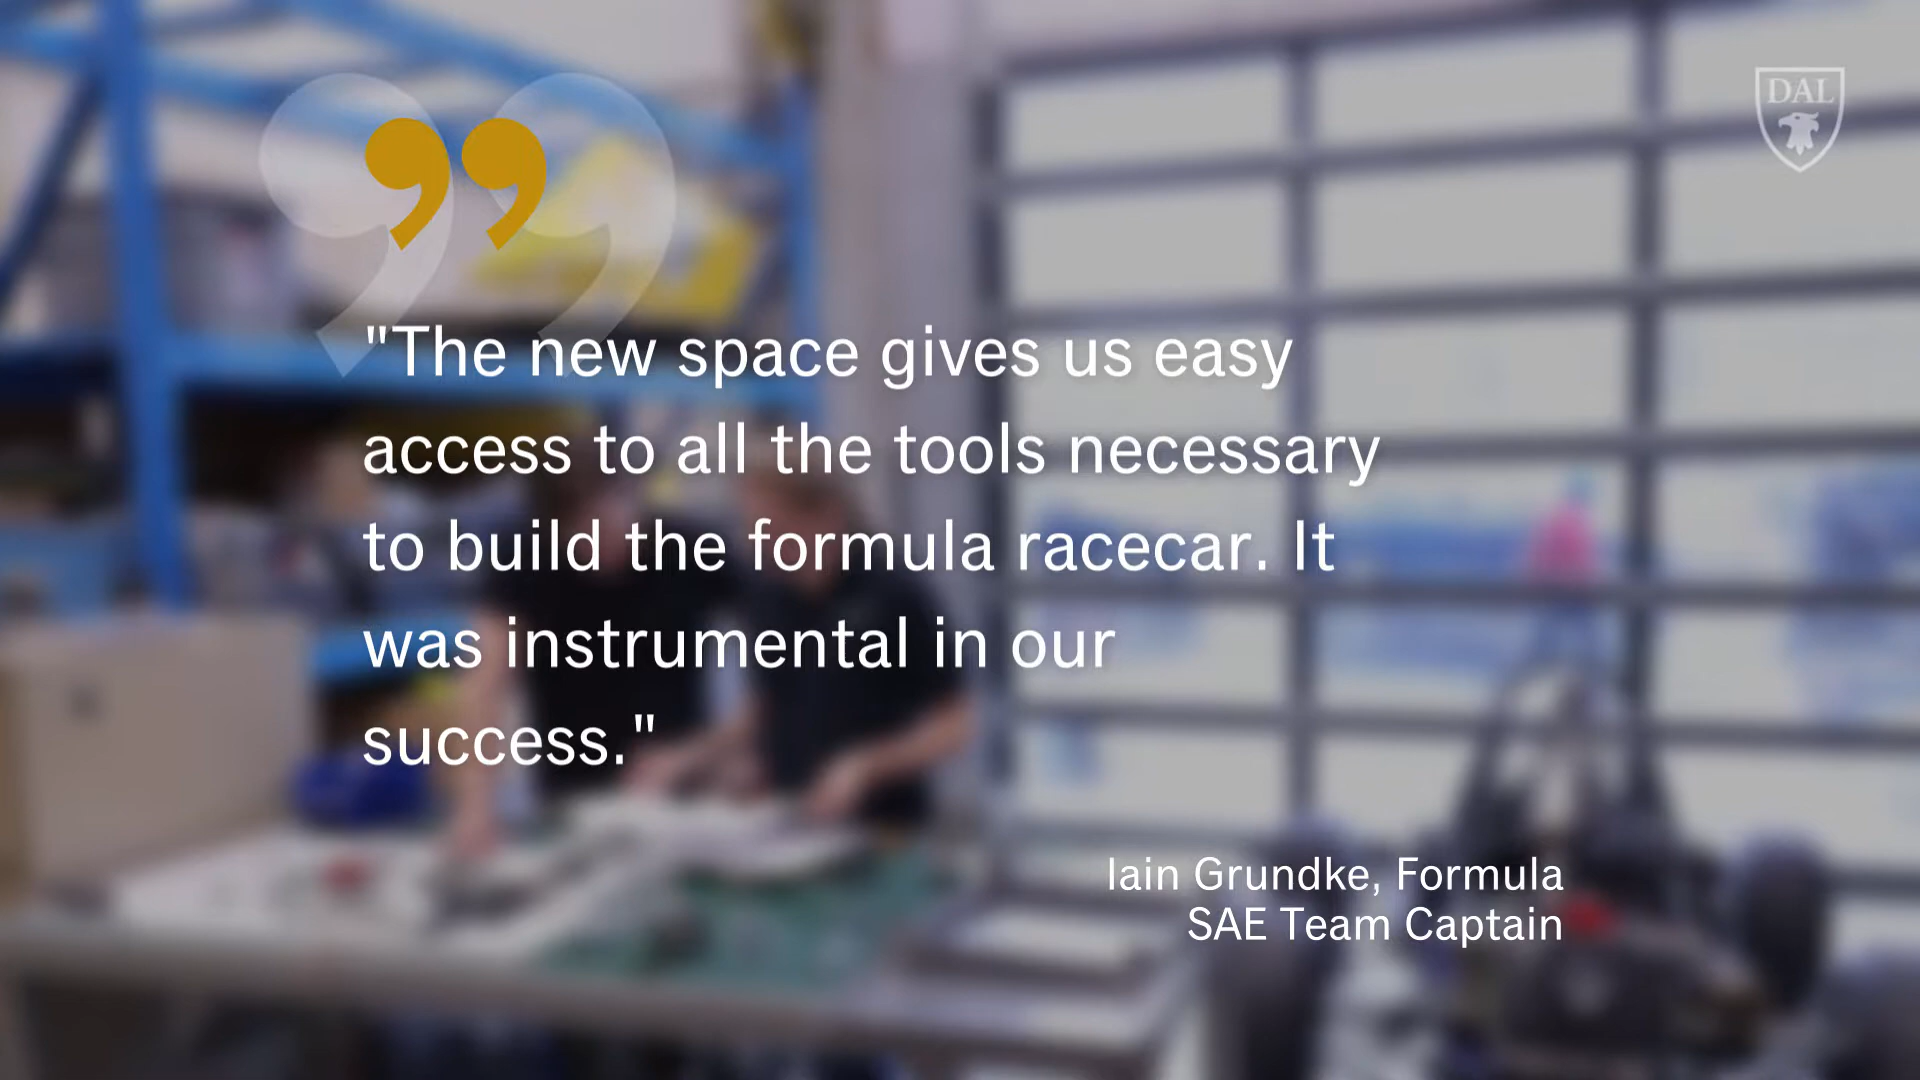 DAL
"The new space gives us easy
access to all the tools necessary
to build the formula racecar. It
was instrumental in our
success."
Iain Grundke, Formula
SAE Team Captain